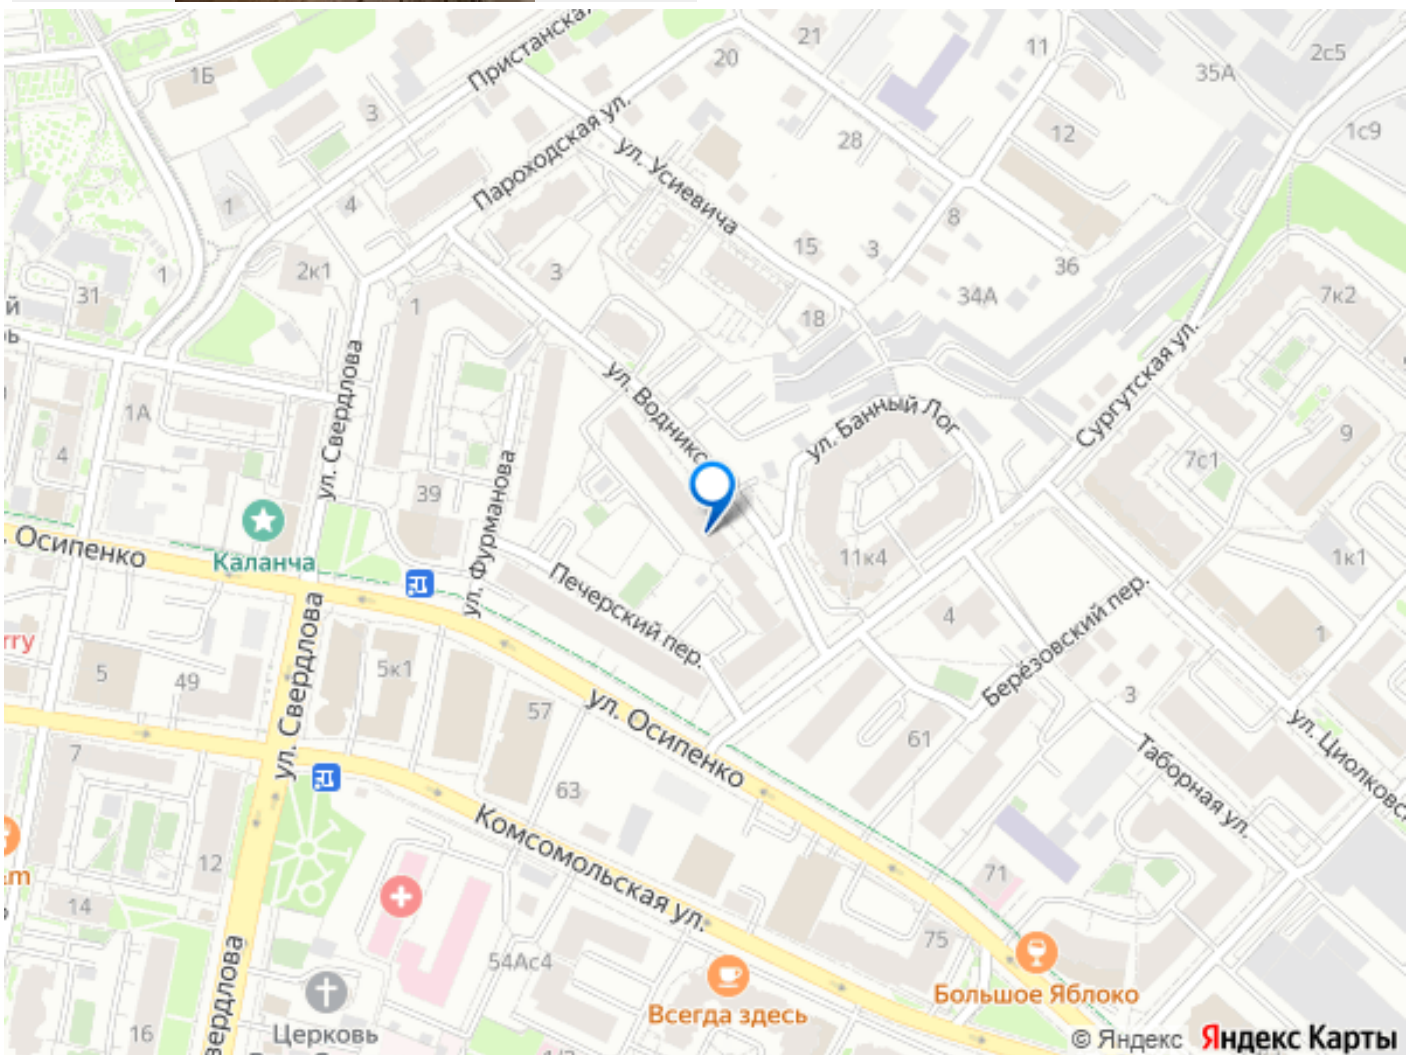 Пристанска
21
11
2с5
1Б
20
35А
3
Пароходская ул.
28
12
1с9
ул. Усиевича
1
4
8
15
3
36
2к1
3
1
31
34А
7к2
й
1
18
ь
ул. Водникс
ул. Свердлова
Сургутская ул.
ул. Банный Лог
1А
9
4
7с1
39
ул. Фурманова
Осипенко
Каланча
11к4
1к1
Печерский пер.
Берёзовский пер.
4
1
rry
ул. Свердлова
5
5к1
49
3
57
ул. Осипенко
ул. Циолковс
61
7
Таборная ул.
63
Комсомольская ул.
12
m
71
14
75
54Ас4
Большое Яблоко
Всегда здесь
вердлова
16
Церковь
© Яндекс Яндекс Карты